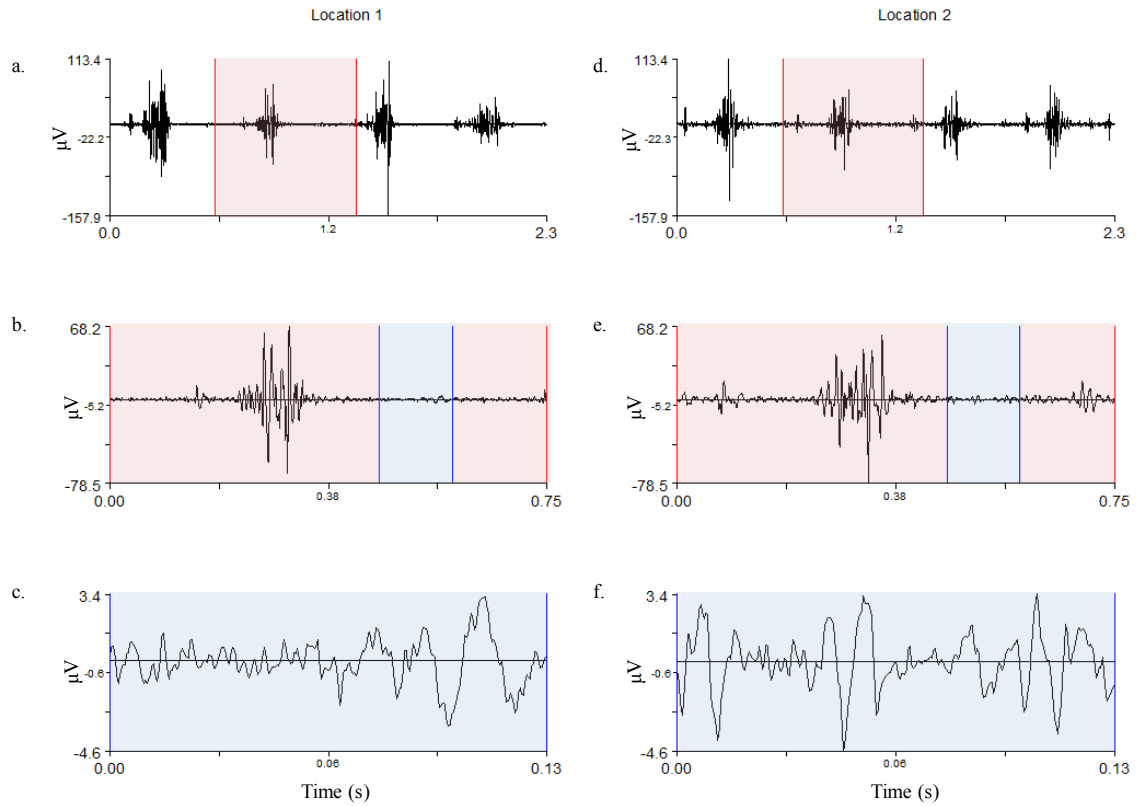 Location 1
Location 2
a.
113.4
-22.2
-157.9
μV
0.0
1.2
2.3
d.
113.4
-22.3
-157.9
μV
0.0
1.2
2.3
b.
68.2
-5.2
-78.5
μV
0.00
0.38
0.75
e.
68.2
-5.2
-78.5
μV
0.00
0.38
0.75
c.
3.4
-0.6
-4.6
μV
0.00
0.06
0.13
Time (s)
f.
3.4
-0.6
-4.6
μV
0.00
0.06
0.13
Time (s)